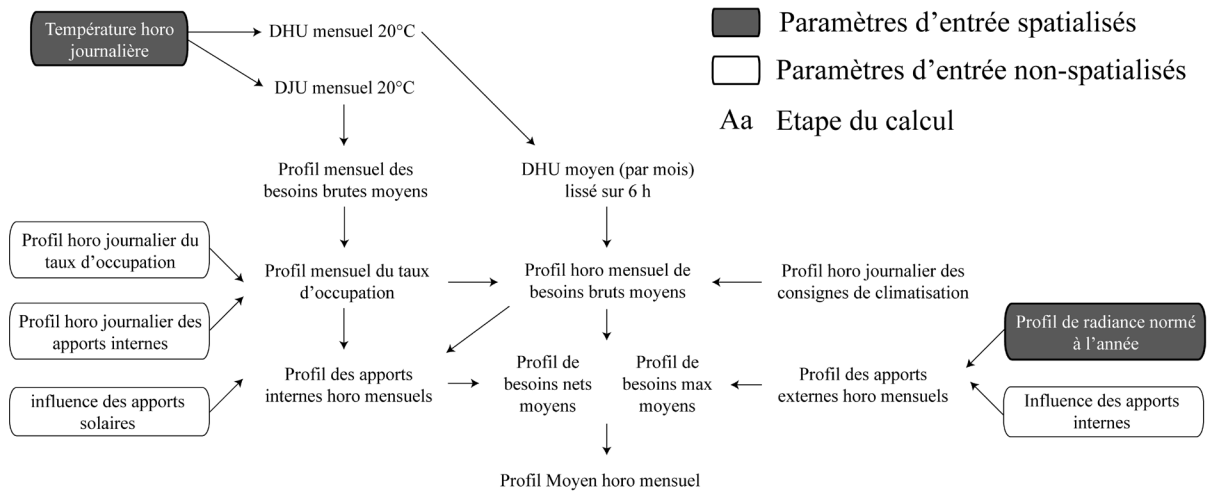 Température horo
journalière
DHU mensuel 20°C
DJU mensuel 20°C
Paramètres d'entrée spatialisés
Paramètres d'entrée non-spatialisés
Aa Etape du calcul
Profil mensuel des
besoins brutes moyens
DHU moyen (par mois)
lissé sur 6 h
Profil horo journalier du
taux d'occupation
Profil mensuel du taux
d'occupation
Profil horo mensuel de
besoins bruts moyens
Profil horo journalier des
consignes de climatisation
Profil horo journalier des
apports internes
Profil de radiance normé
à l'année
influence des apports
solaires
Profil des apports
internes horo mensuels
Profil de
besoins nets
moyens
Profil de
besoins max
moyens
Profil des apports
externes horo mensuels
Influence des apports
internes
Profil Moyen horo mensuel